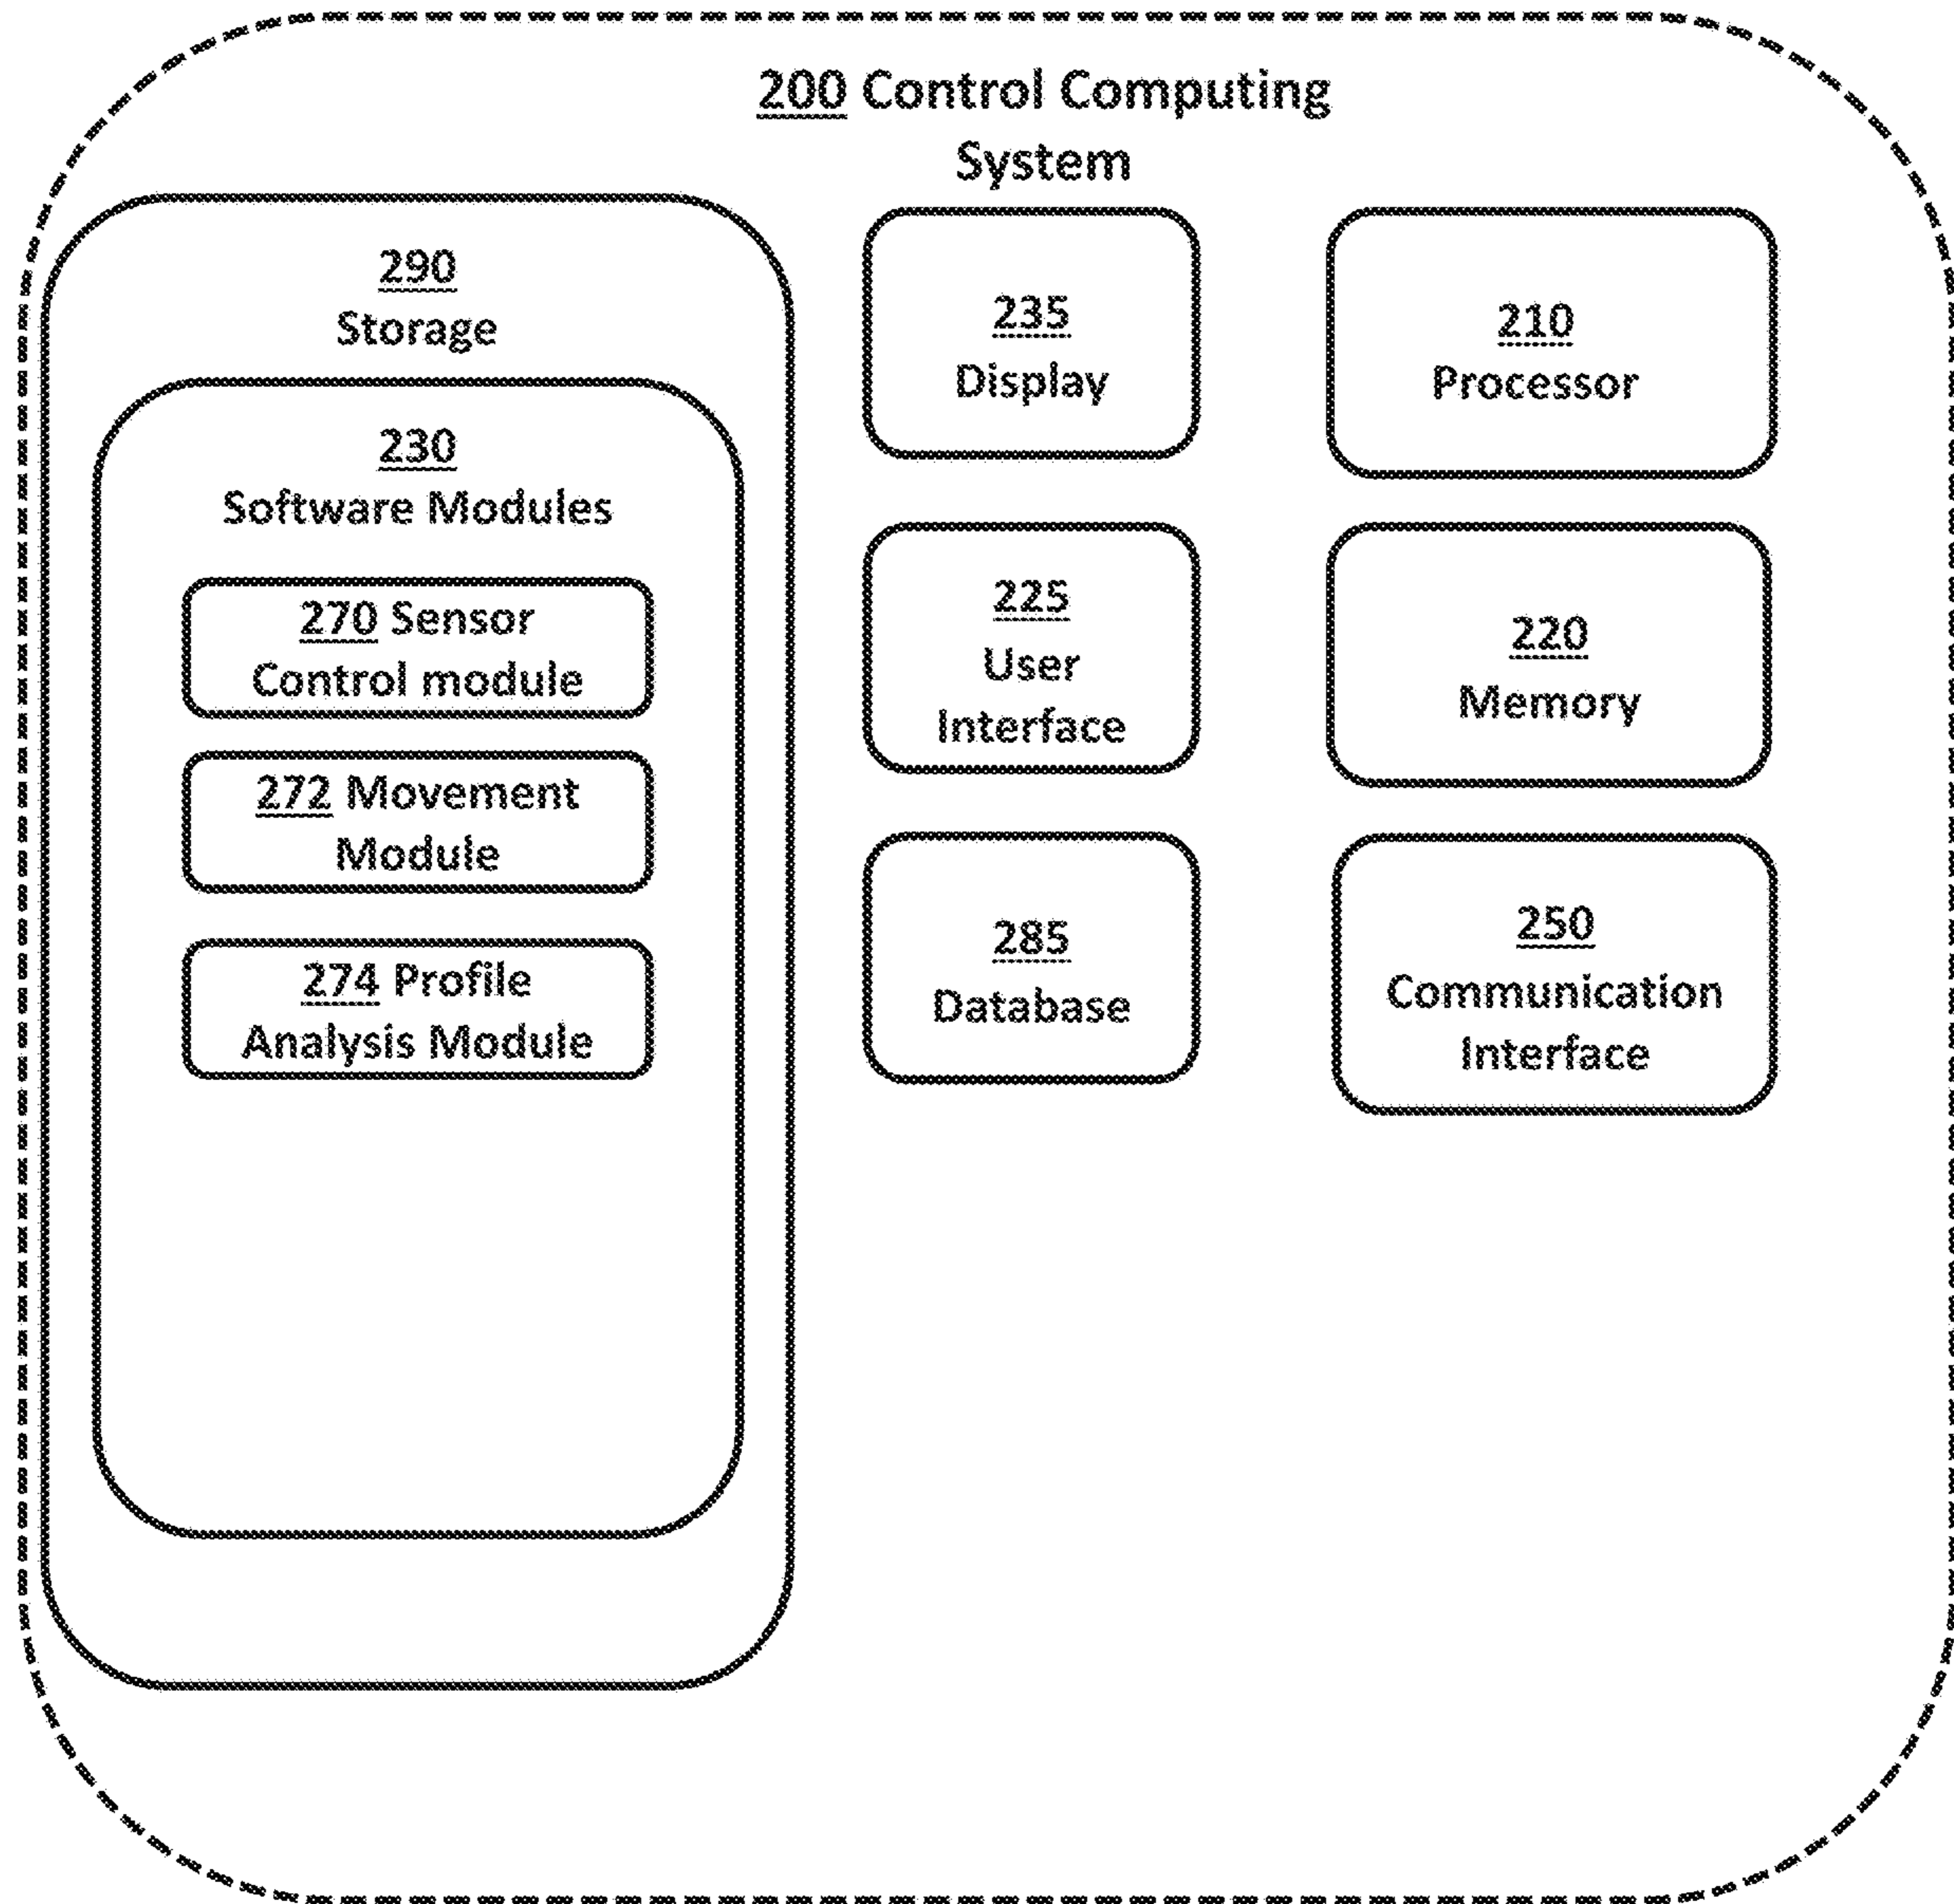 200 Control Computing
System
290
Storage
230
Software Modules
270 Sensor
Control module
272 Movement
Module
274 Profile
Analysis Module
235
Display
225
User
Interface
285
Database
210
Processor
220
Memory
250
Communication
Interface